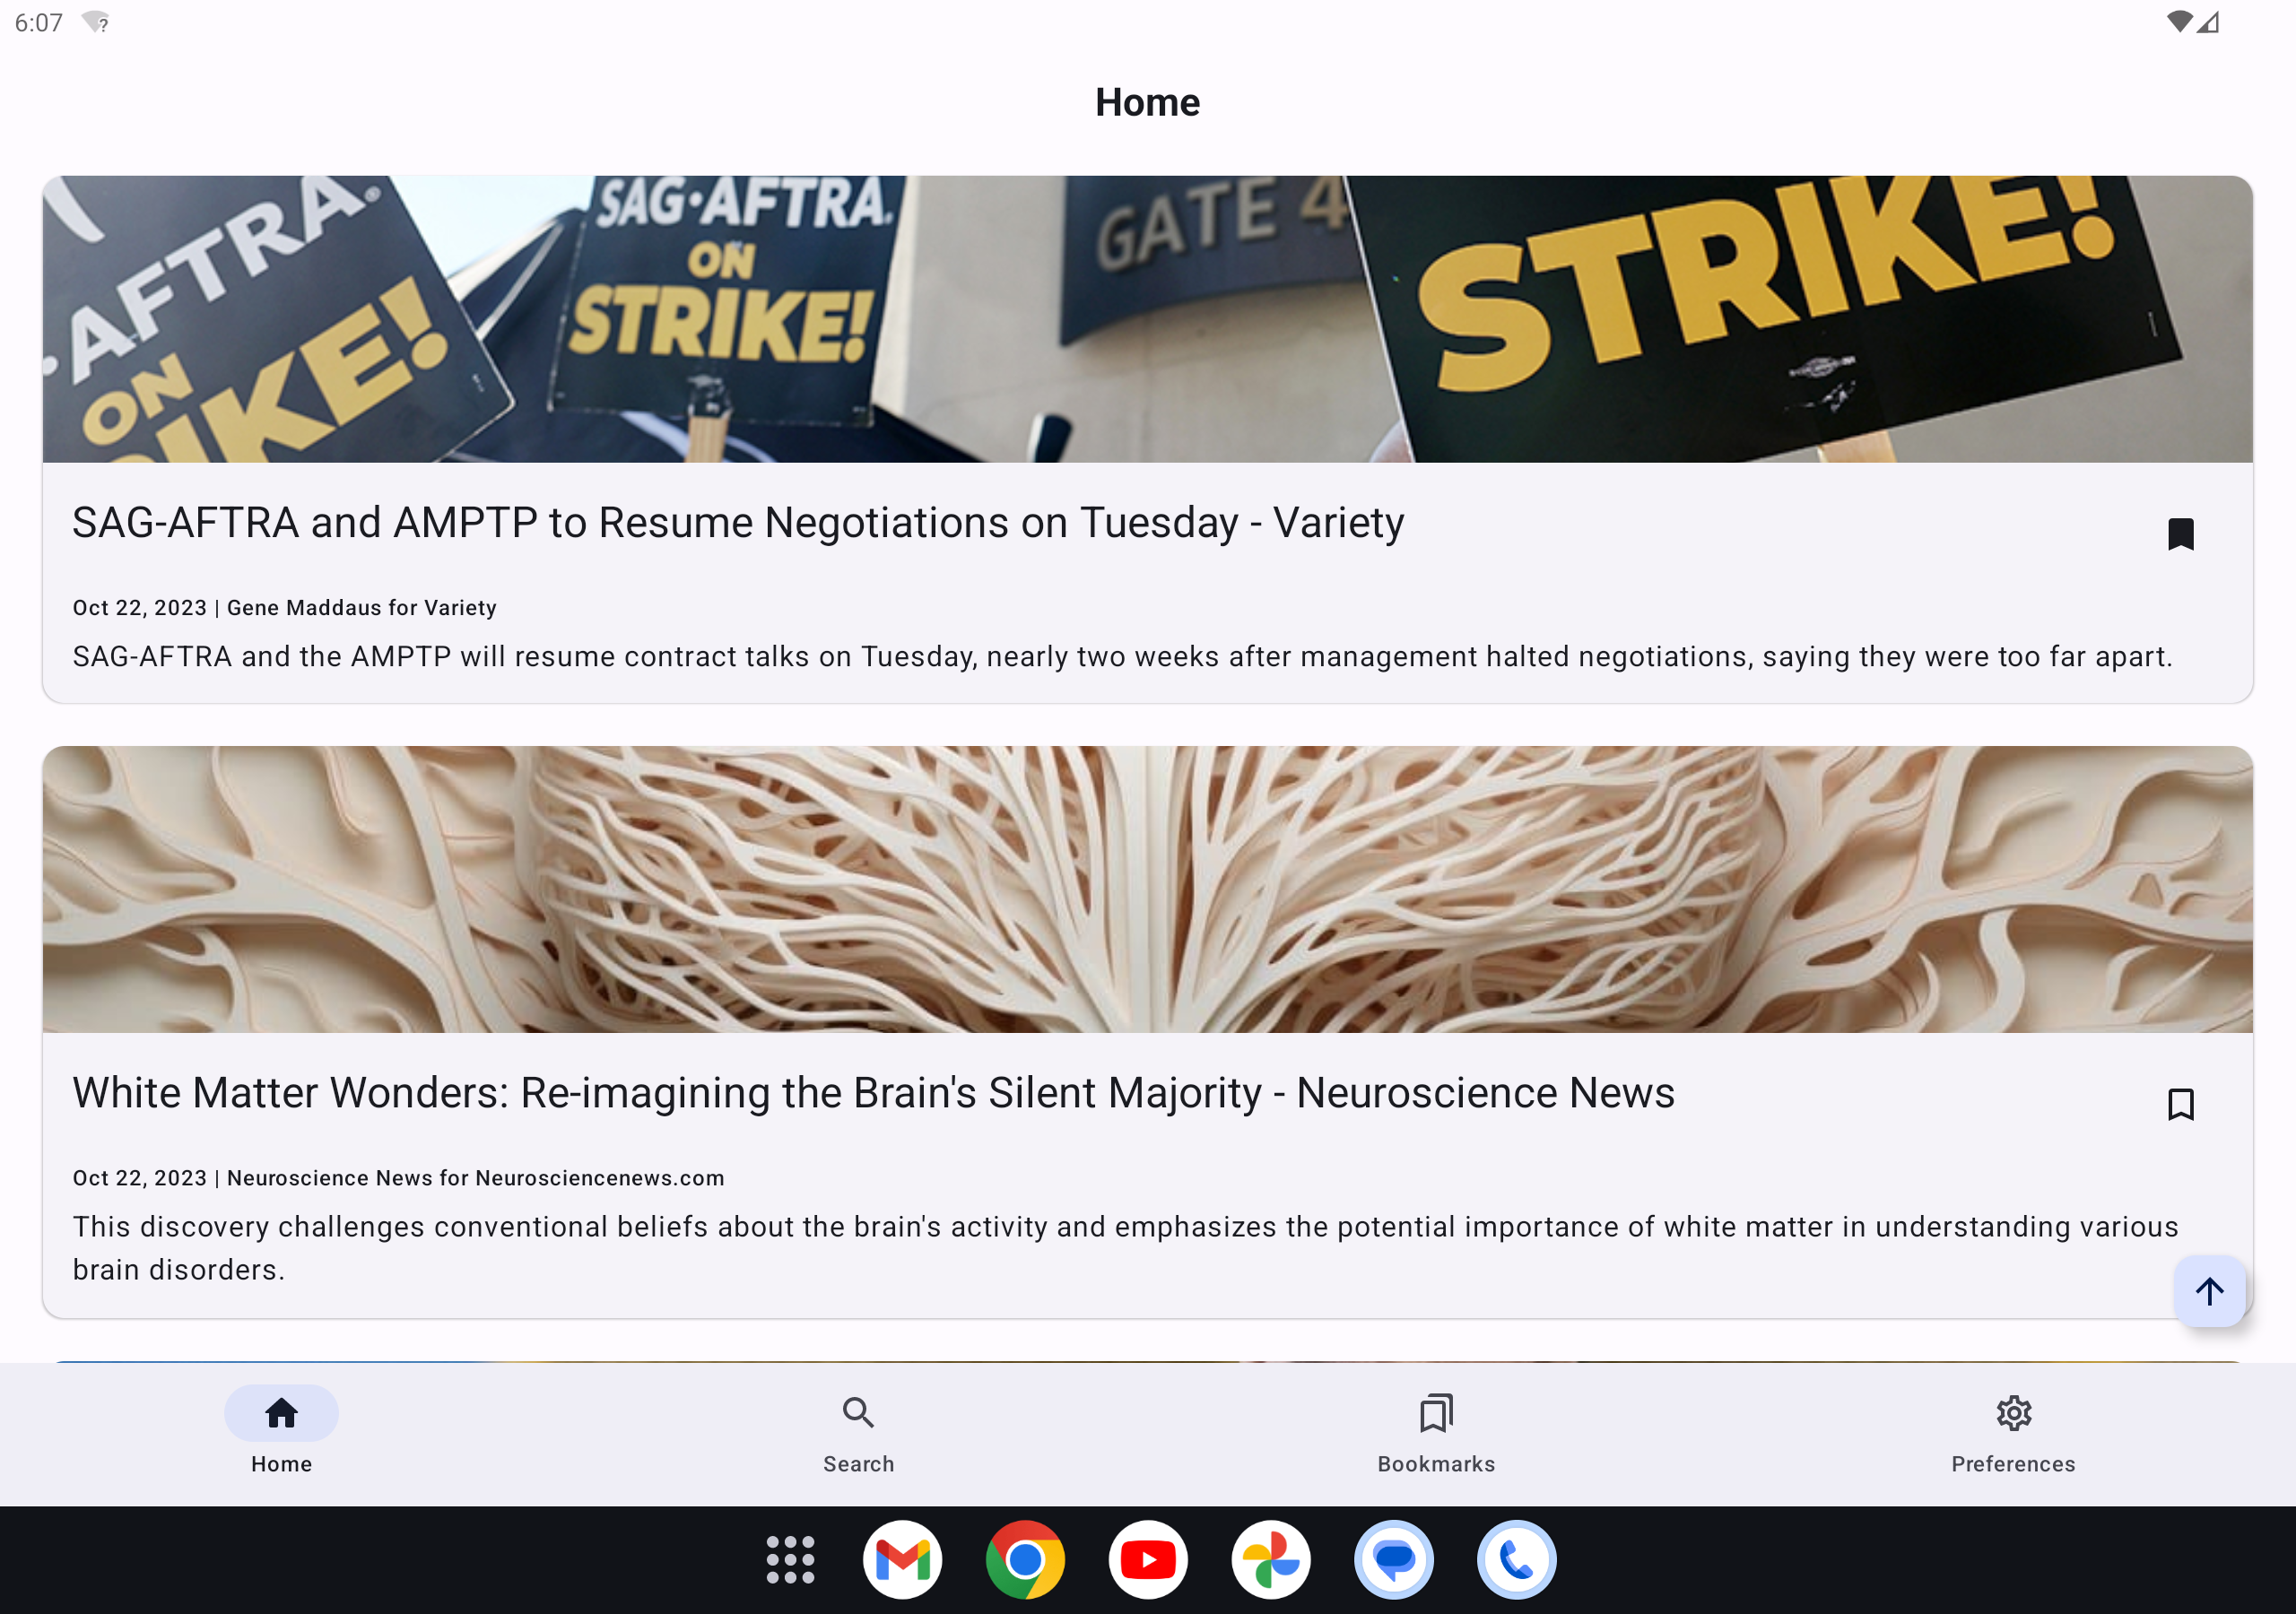 6:07
Home
AFTRA.
ON
IKE!
SAG•AFTRA.
ON
STRIKE!
GATE 4
STRIKE!
SAG-AFTRA and AMPTP to Resume Negotiations on Tuesday - Variety
Oct 22, 2023 | Gene Maddaus for Variety
SAG-AFTRA and the AMPTP will resume contract talks on Tuesday, nearly two weeks after management halted negotiations, saying they were too far apart.
White Matter Wonders: Re-imagining the Brain's Silent Majority - Neuroscience News
Oct 22, 2023 | Neuroscience News for Neurosciencenews.com
This discovery challenges conventional beliefs about the brain's activity and emphasizes the potential importance of white matter in understanding various
brain disorders.
Home
Search
Bookmarks
Preferences